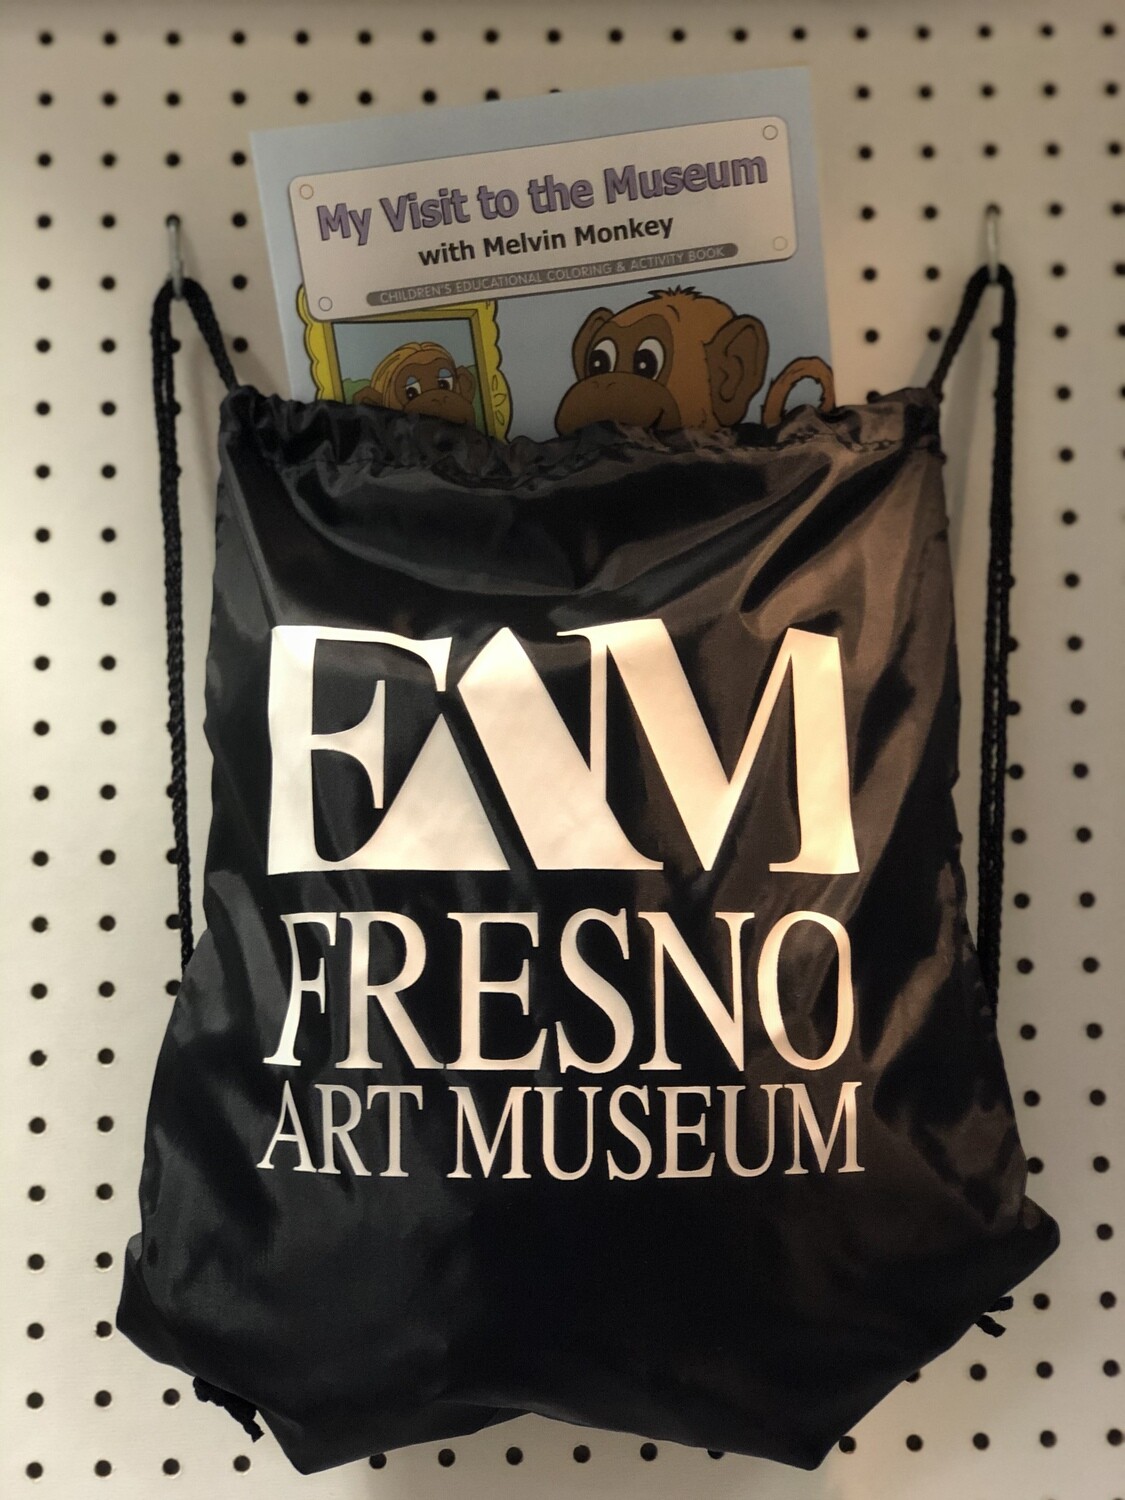 My Visit to the Museum
with Melvin Monkey
CHILDREN'S EDUCATIONAL COLORING & ACTIVITY BOOK
FAM
FRESNO
ART MUSEUM